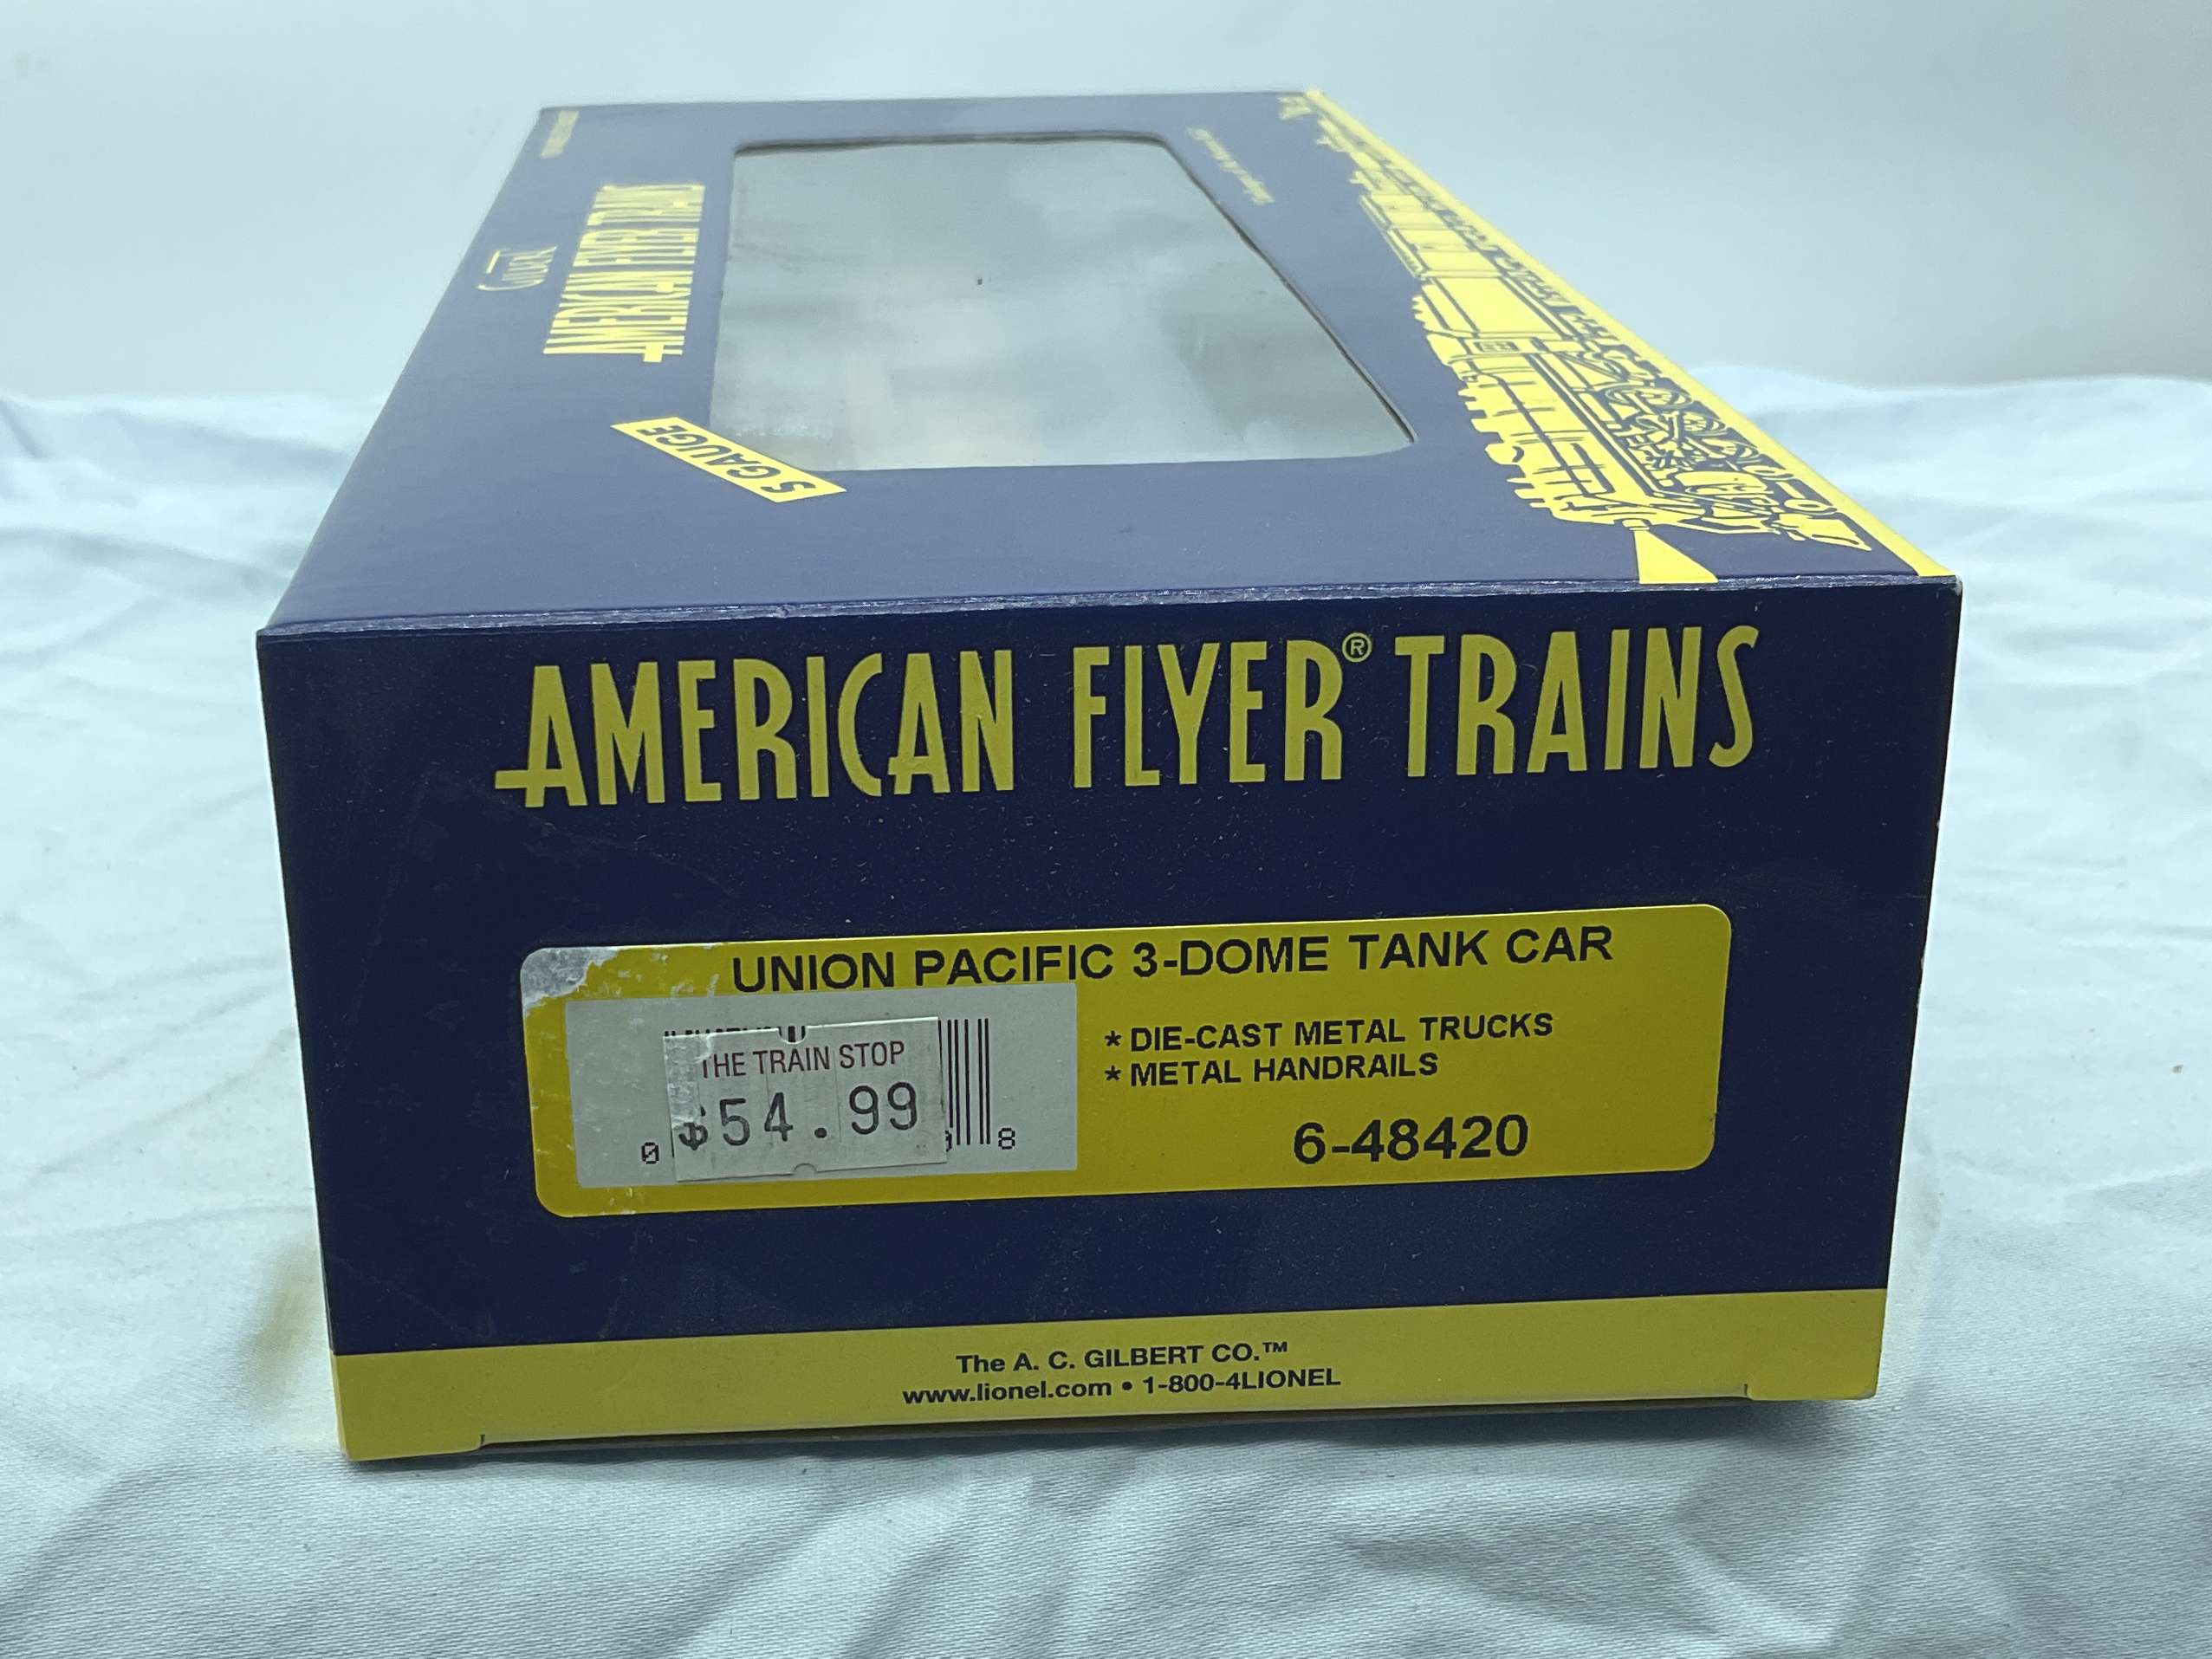 Gilbert
AMERICAN FLYER TRAINS
S GAUGE
AMERICAN FLYER® TRAINS
UNION PACIFIC 3-DOME TANK CAR
* DIE-CAST METAL TRUCKS
* METAL HANDRAILS
THE TRAIN STOP
$54.99
0
8
6-48420
The A. C. GILBERT CO.™
www.lionel.com • 1-800-4LIONEL